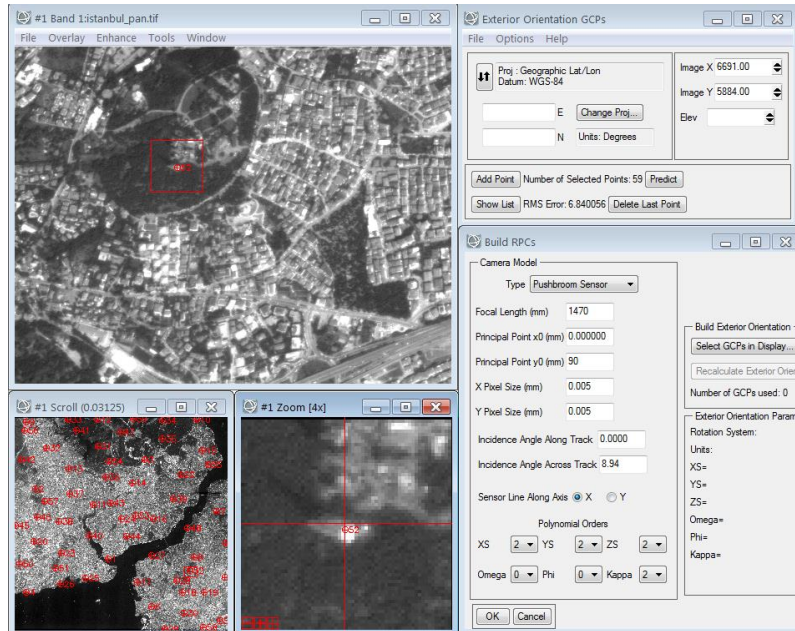 #1 Band 1:istanbul_pan.tif
File Overlay Enhance Tools Window
Exterior Orientation GCPs
File Options Help
Proj : Geographic Lat/Lon
Datum: WGS-84
E Change Proj...
N Units: Degrees
Image X 6691.00
Image Y 5884.00
Elev
Add Point Number of Selected Points: 59 Predict
Show List RMS Error: 6.840056 Delete Last Point
Build RPCs
Camera Model
Type Pushbroom Sensor
Focal Length (mm) 1470
Principal Point x0 (mm) 0.000000
Principal Point y0 (mm) 90
X Pixel Size (mm) 0.005
Y Pixel Size (mm) 0.005
Incidence Angle Along Track 0.0000
Incidence Angle Across Track 8.94
Sensor Line Along Axis X Y
Polynomial Orders
XS 2 YS 2 ZS 2
Omega 0 Phi 0 Kappa 2
OK Cancel
Build Exterior Orientation
Select GCPs in Display...
Recalculate Exterior Orie
Number of GCPs used: 0
Exterior Orientation Param
Rotation System:
Units:
XS=
YS=
ZS=
Omega=
Phi=
Kappa=
#1 Scroll (0.03125)
#1 Zoom [4x]